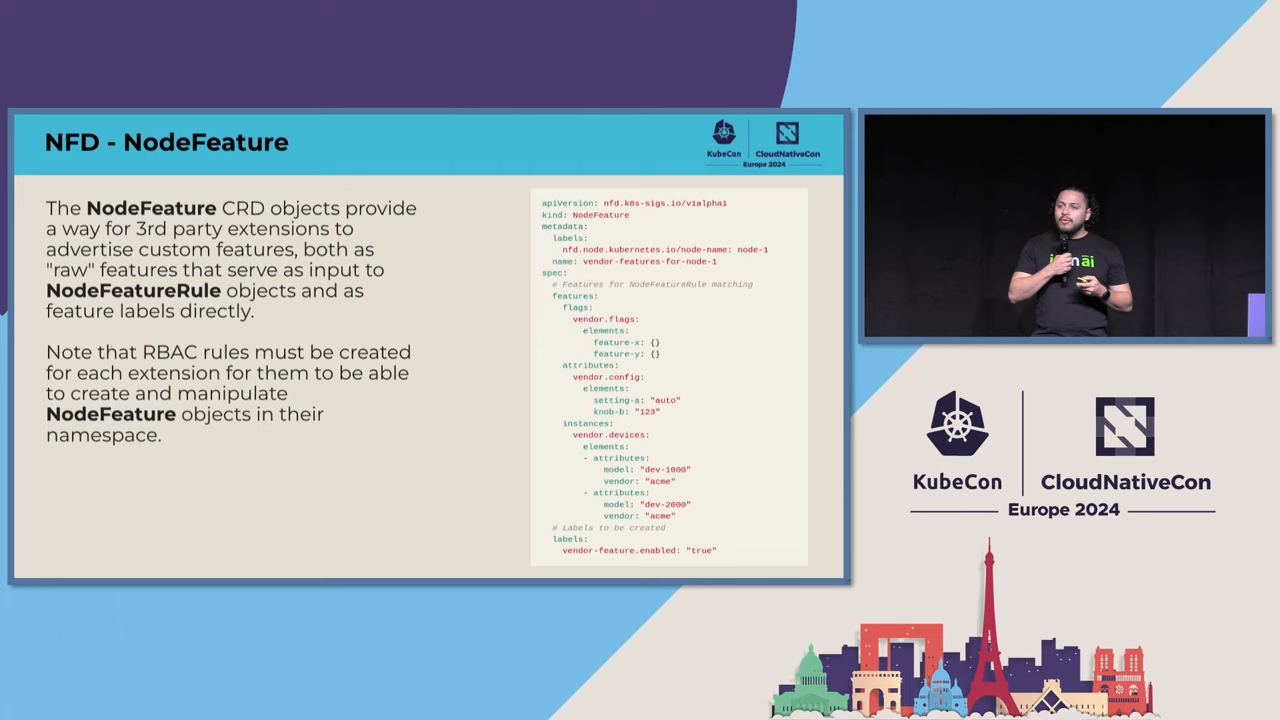 NFD - NodeFeature
KubeCon
CloudNativeCon
Europe 2024
The NodeFeature CRD objects provide
a way for 3rd party extensions to
advertise custom features, both as
"raw" features that serve as input to
NodeFeatureRule objects and as
feature labels directly.
Note that RBAC rules must be created
for each extension for them to be able
to create and manipulate
NodeFeature objects in their
namespace.
apiVersion: nfd.k8s-sigs.io/v1alpha1
kind: NodeFeature
metadata:
labels:
nfd.node.kubernetes.io/node-name: node-1
name: vendor-features-for-node-1
spec:
# Features for NodeFeatureRule matching
features:
flags:
vendor.flags:
elements:
feature-x: {}
feature-y: {}
attributes:
vendor.config:
elements:
setting-a: "auto"
knob-b: "123"
instances:
vendor.devices:
elements:
- attributes:
model: "dev-1000"
vendor: "acme"
- attributes:
model: "dev-2000"
vendor: "acme"
# Labels to be created
labels:
vendor-feature.enabled: "true"
KubeCon
CloudNativeCon
Europe 2024